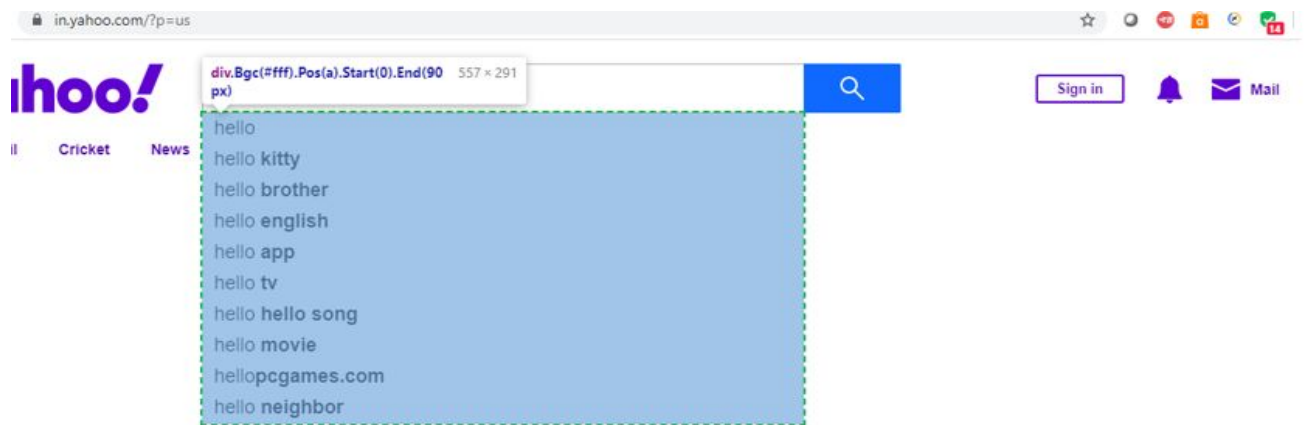 in.yahoo.com/?p=us
14
hoo!
div.Bgc(#fff).Pos(a).Start(0).End(90 557 × 291
px)
Sign in
Mail
il Cricket News
hello
hello kitty
hello brother
hello english
hello app
hello tv
hello hello song
hello movie
hellopcgames.com
hello neighbor